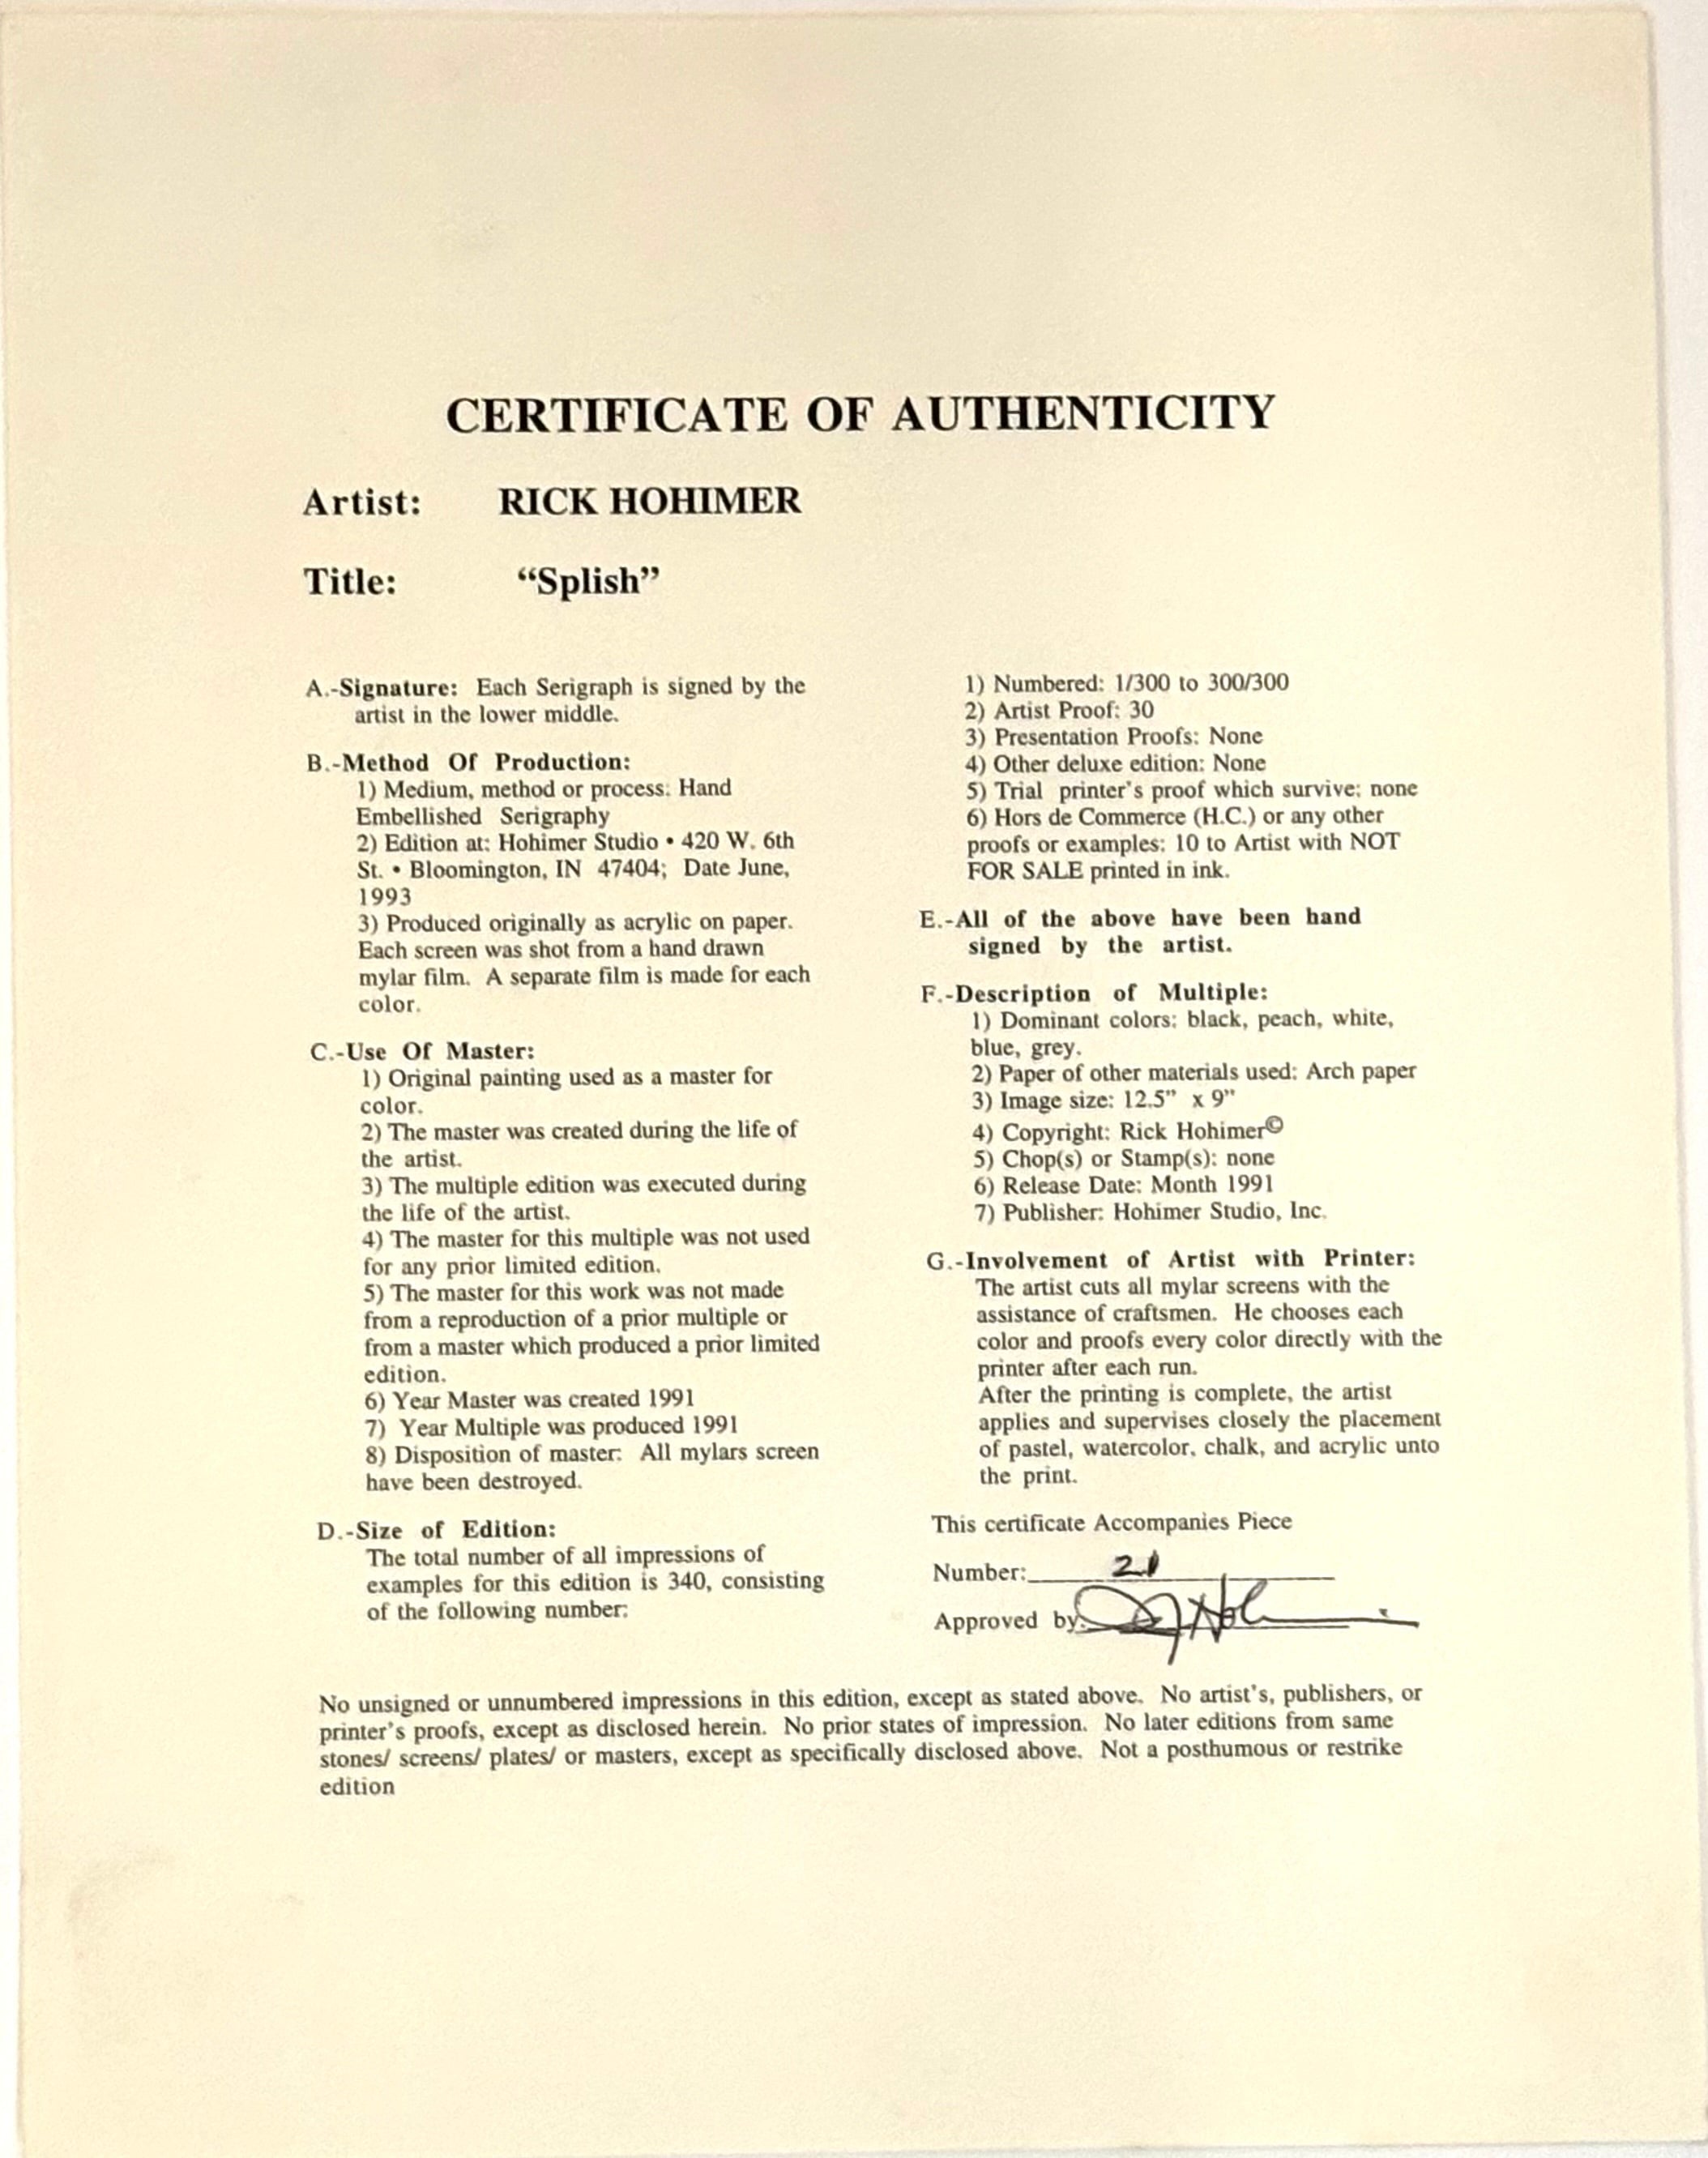 CERTIFICATE OF AUTHENTICITY
Artist: RICK HOHIMER
Title: “Splish”
A.-Signature: Each Serigraph is signed by the
artist in the lower middle.
B.-Method Of Production:
1) Medium, method or process: Hand
Embellished Serigraphy
2) Edition at: Hohimer Studio • 420 W. 6th
St. • Bloomington, IN 47404; Date June,
1993
3) Produced originally as acrylic on paper.
Each screen was shot from a hand drawn
mylar film. A separate film is made for each
color.
C.-Use Of Master:
1) Original painting used as a master for
color.
2) The master was created during the life of
the artist.
3) The multiple edition was executed during
the life of the artist.
4) The master for this multiple was not used
for any prior limited edition.
5) The master for this work was not made
from a reproduction of a prior multiple or
from a master which produced a prior limited
edition.
6) Year Master was created 1991
7) Year Multiple was produced 1991
8) Disposition of master: All mylars screen
have been destroyed.
D.-Size of Edition:
The total number of all impressions of
examples for this edition is 340, consisting
of the following number:
1) Numbered: 1/300 to 300/300
2) Artist Proof: 30
3) Presentation Proofs: None
4) Other deluxe edition: None
5) Trial printer's proof which survive: none
6) Hors de Commerce (H.C.) or any other
proofs or examples: 10 to Artist with NOT
FOR SALE printed in ink.
E.-All of the above have been hand
signed by the artist.
F.-Description of Multiple:
1) Dominant colors: black, peach, white,
blue, grey.
2) Paper of other materials used: Arch paper
3) Image size: 12.5” x 9”
4) Copyright: Rick Hohimer©
5) Chop(s) or Stamp(s): none
6) Release Date: Month 1991
7) Publisher: Hohimer Studio, Inc.
G.-Involvement of Artist with Printer:
The artist cuts all mylar screens with the
assistance of craftsmen. He chooses each
color and proofs every color directly with the
printer after each run.
After the printing is complete, the artist
applies and supervises closely the placement
of pastel, watercolor, chalk, and acrylic unto
the print.
This certificate Accompanies Piece
Number: 21
Approved by:
No unsigned or unnumbered impressions in this edition, except as stated above. No artist's, publishers, or
printer's proofs, except as disclosed herein. No prior states of impression. No later editions from same
stones/ screens/ plates/ or masters, except as specifically disclosed above. Not a posthumous or restrike
edition